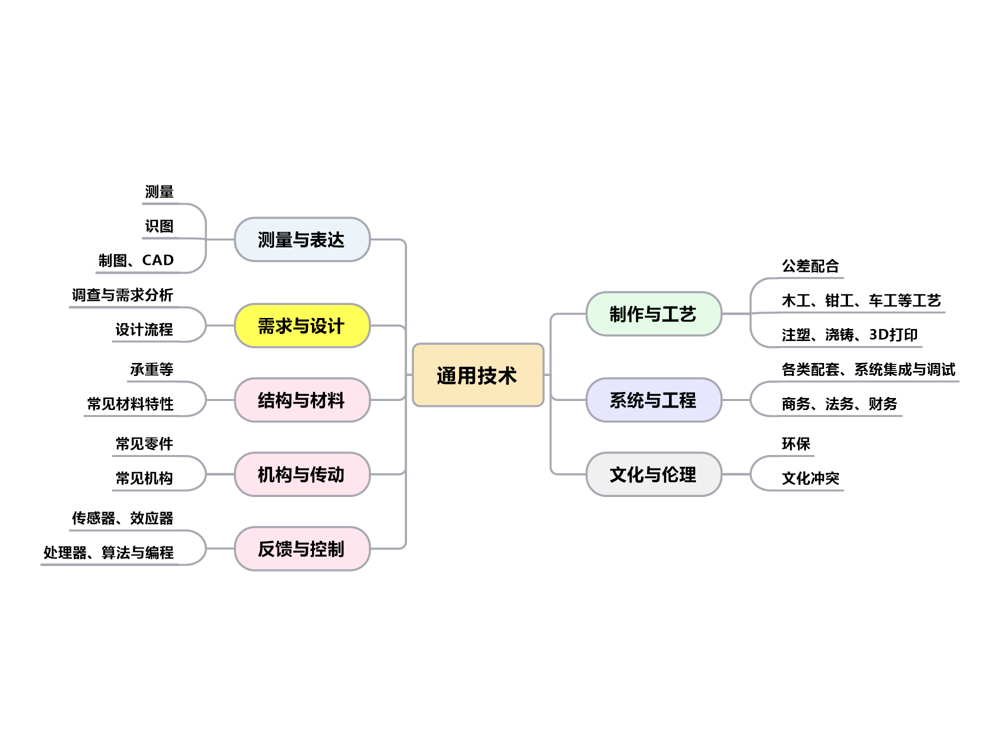 通用技术
测量与表达
测量
识图
制图、CAD
需求与设计
调查与需求分析
设计流程
结构与材料
承重等
常见材料特性
机构与传动
常见零件
常见机构
反馈与控制
传感器、效应器
处理器、算法与编程
制作与工艺
公差配合
木工、钳工、车工等工艺
注塑、浇铸、3D打印
系统与工程
各类配套、系统集成与调试
商务、法务、财务
文化与伦理
环保
文化冲突